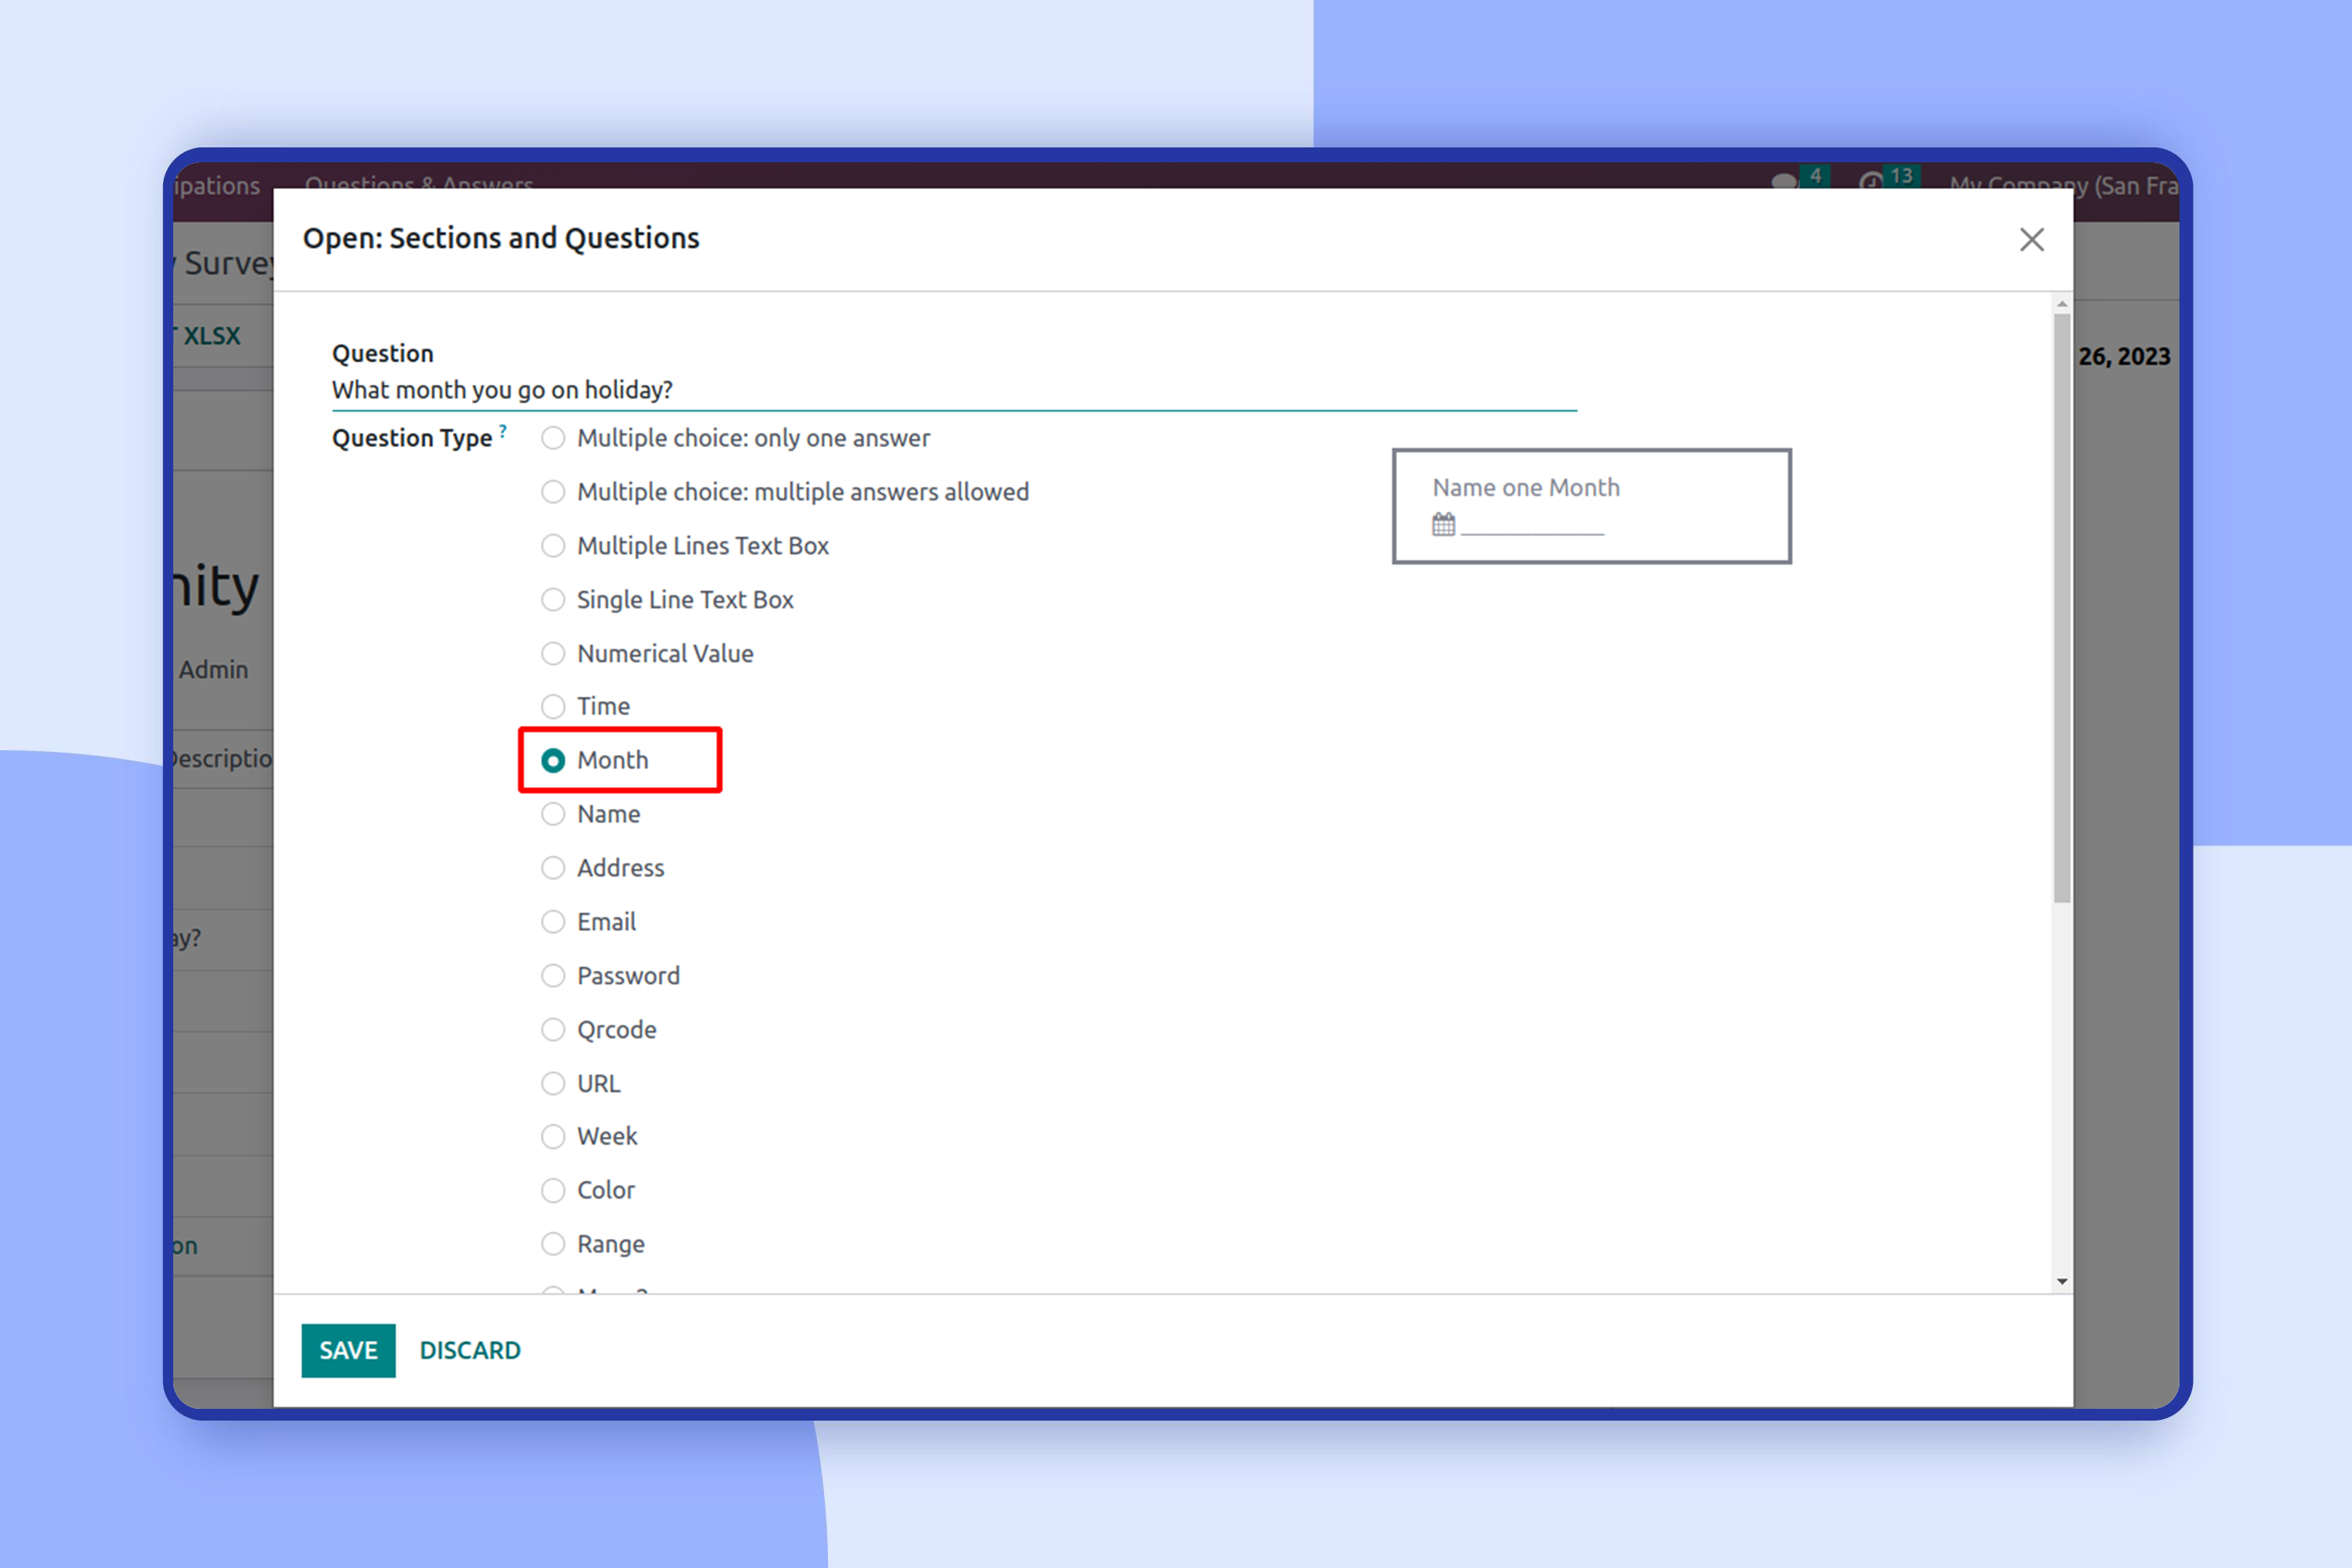 ipations Questions & Answers 4 13 My Company (San Fra
Survey
XLSX
26, 2023
nity
Admin
Descriptio
ay?
on
Open: Sections and Questions
Question
What month you go on holiday?
Question Type ?
Multiple choice: only one answer
Multiple choice: multiple answers allowed
Multiple Lines Text Box
Single Line Text Box
Numerical Value
Time
Month
Name
Address
Email
Password
Qrcode
URL
Week
Color
Range
Name one Month
SAVE DISCARD